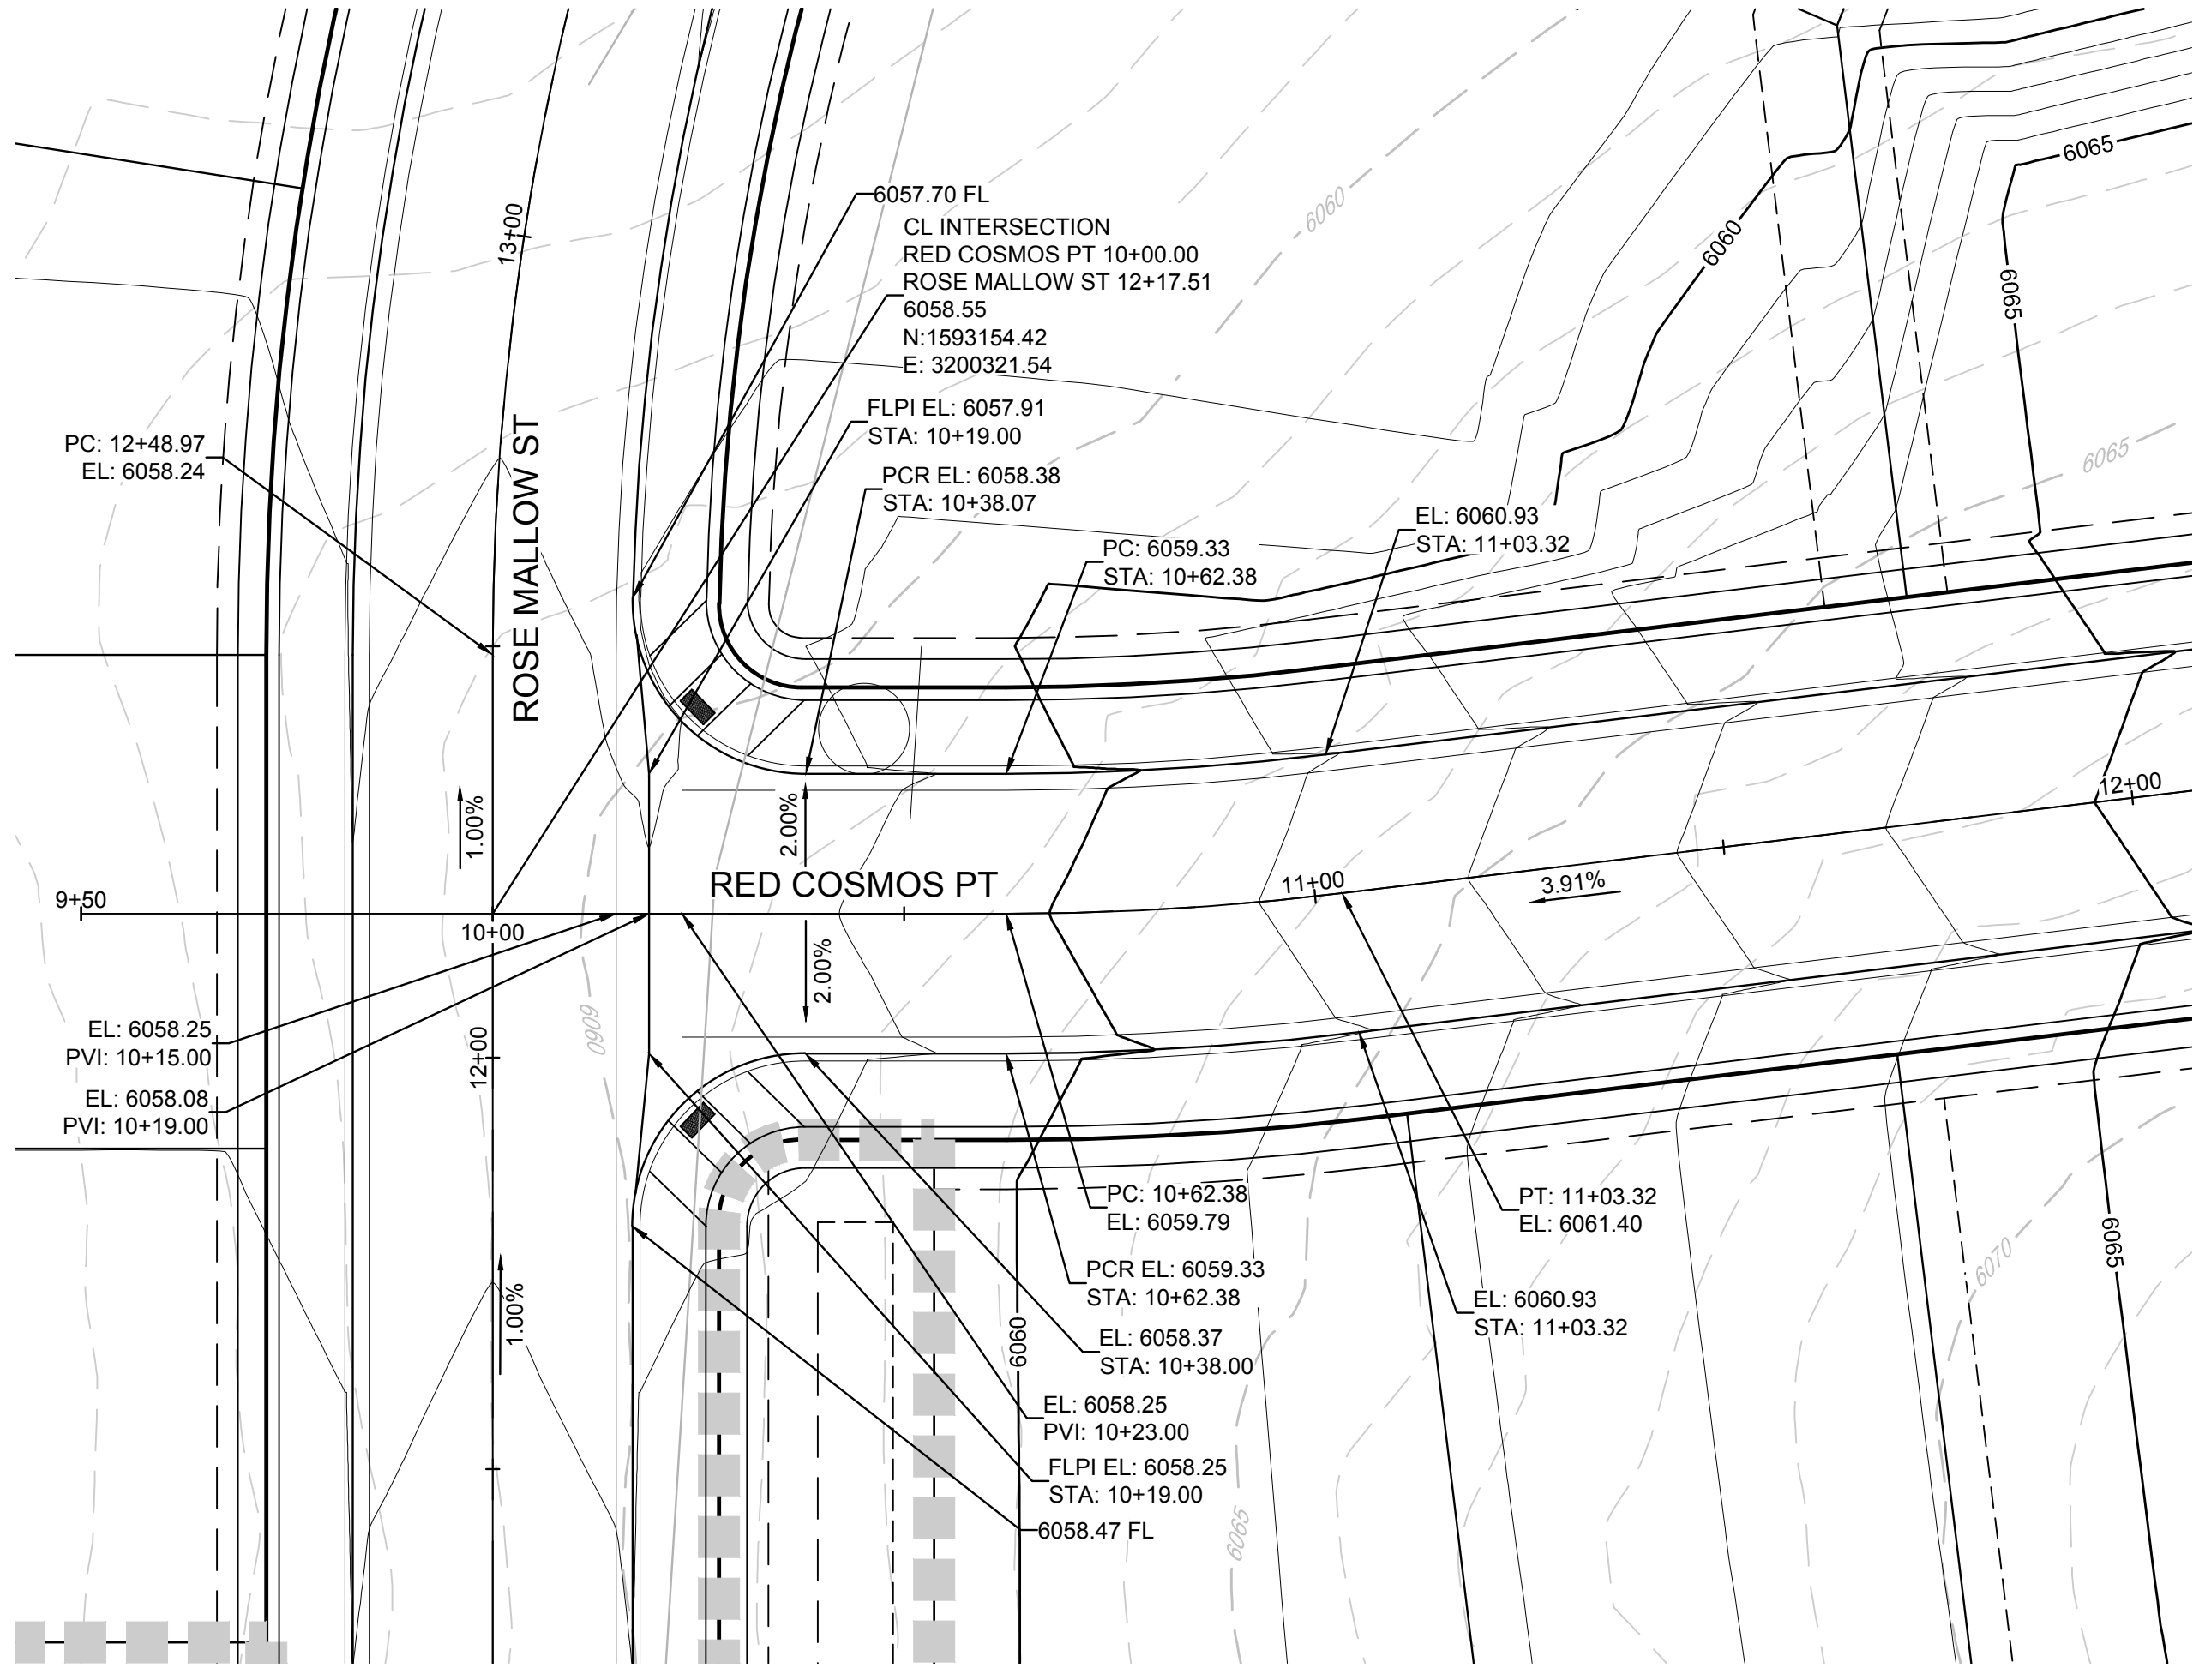 6057.70 FL
CL INTERSECTION
RED COSMOS PT 10+00.00
ROSE MALLOW ST 12+17.51
6058.55
N:1593154.42
E: 3200321.54
FLPI EL: 6057.91
STA: 10+19.00
PCR EL: 6058.38
STA: 10+38.07
PC: 6059.33
STA: 10+62.38
EL: 6060.93
STA: 11+03.32
6060
6060
6065
6065
6065
13+00
PC: 12+48.97
EL: 6058.24
ROSE MALLOW ST
1.00%
2.00%
RED COSMOS PT
9+50
10+00
11+00
12+00
3.91%
2.00%
6060
12+00
EL: 6058.25
PVI: 10+15.00
EL: 6058.08
PVI: 10+19.00
1.00%
PC: 10+62.38
EL: 6059.79
PT: 11+03.32
EL: 6061.40
PCR EL: 6059.33
STA: 10+62.38
EL: 6060.93
STA: 11+03.32
EL: 6058.37
STA: 10+38.00
EL: 6058.25
PVI: 10+23.00
FLPI EL: 6058.25
STA: 10+19.00
6058.47 FL
6060
6065
6070
6065